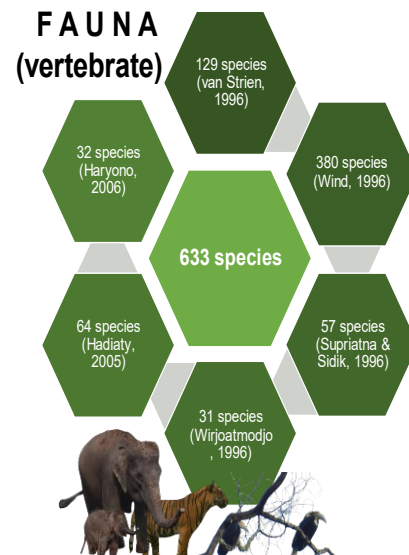 F A U N A
(vertebrate)
129 species
(van Strien,
1996)
380 species
(Wind, 1996)
57 species
(Supriatna &
Sidik, 1996)
31 species
(Wirjoatmodjo
, 1996)
64 species
(Hadiaty,
2005)
32 species
(Haryono,
2006)
633 species